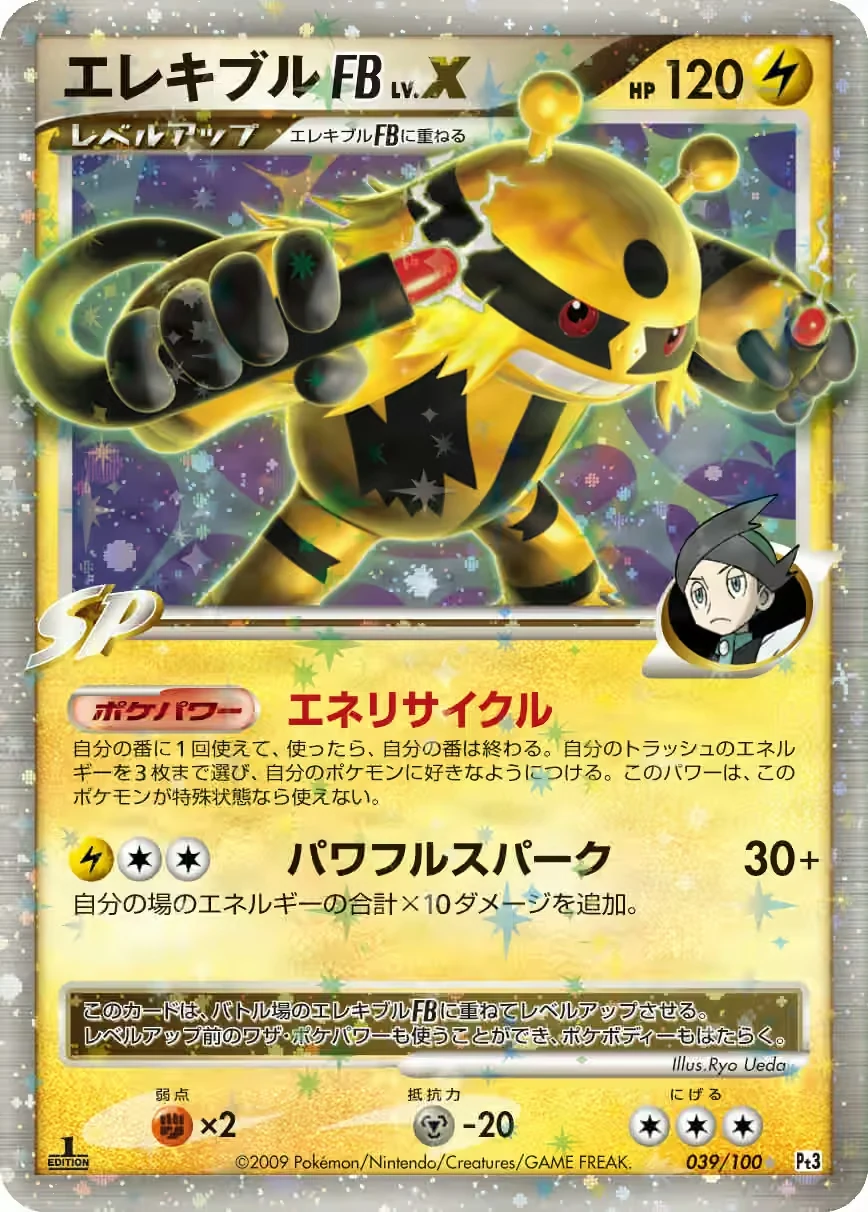 エレキブル FB LV.X HP 120
レベルアップ エレキブルFBに重ねる
SP
ポケパワー エネリサイクル
自分の番に1回使えて、使ったら、自分の番は終わる。自分のトラッシュのエネル
ギーを3枚まで選び、自分のポケモンに好きなようにつける。このパワーは、この
ポケモンが特殊状態なら使えない。
パワフルスパーク 30+
自分の場のエネルギーの合計×10ダメージを追加。
このカードは、バトル場のエレキブルFBに重ねてレベルアップさせる。
レベルアップ前のワザ・ポケパワーも使うことができ、ポケボディーもはたらく。
Illus.Ryo Ueda
弱点 抵抗力 にげる
×2 -20
1 EDITION ©2009 Pokémon/Nintendo/Creatures/GAME FREAK. 039/100 Pt3